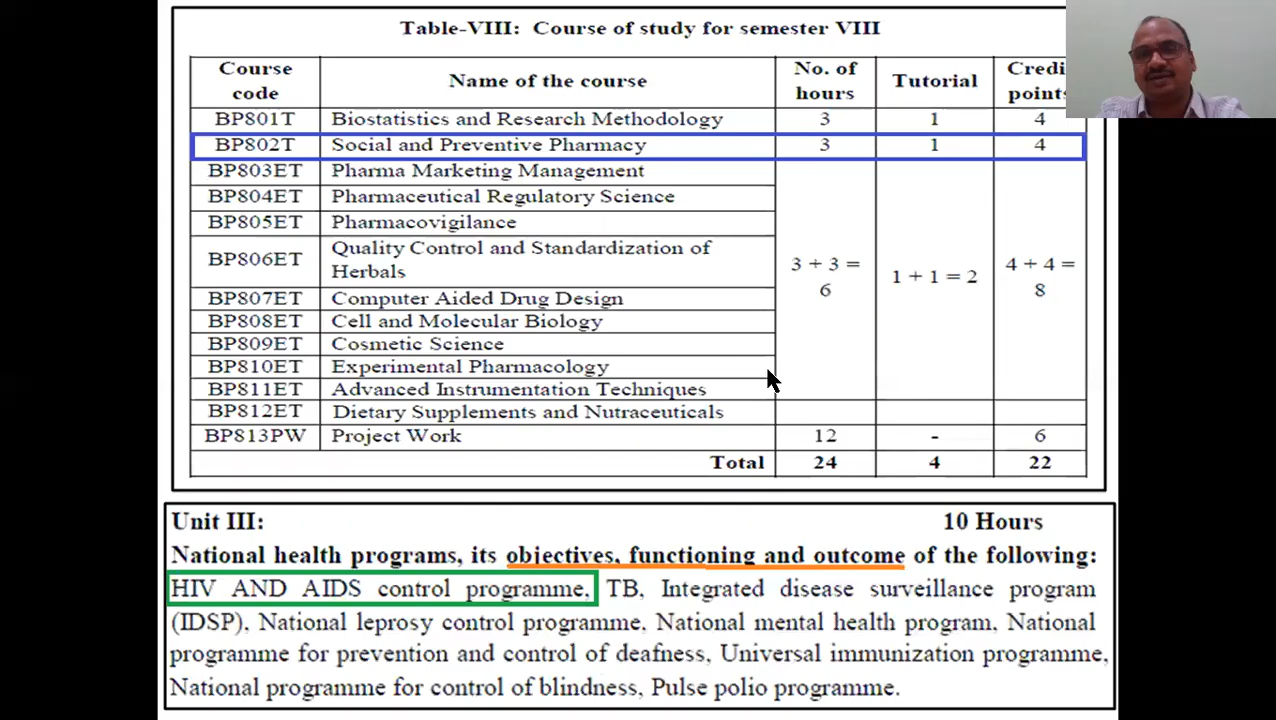 Table-VIII: Course of study for semester VIII
Course code Name of the course No. of hours Tutorial Credi points
BP801T Biostatistics and Research Methodology 3 1 4
BP802T Social and Preventive Pharmacy 3 1 4
BP803ET Pharma Marketing Management
BP804ET Pharmaceutical Regulatory Science
BP805ET Pharmacovigilance
BP806ET Quality Control and Standardization of Herbals
3 + 3 = 6 1 + 1 = 2 4 + 4 = 8
BP807ET Computer Aided Drug Design
BP808ET Cell and Molecular Biology
BP809ET Cosmetic Science
BP810ET Experimental Pharmacology
BP811ET Advanced Instrumentation Techniques
BP812ET Dietary Supplements and Nutraceuticals
BP813PW Project Work 12 - 6
Total 24 4 22
Unit III: 10 Hours
National health programs, its objectives, functioning and outcome of the following:
HIV AND AIDS control programme, TB, Integrated disease surveillance program
(IDSP), National leprosy control programme, National mental health program, National
programme for prevention and control of deafness, Universal immunization programme,
National programme for control of blindness, Pulse polio programme.